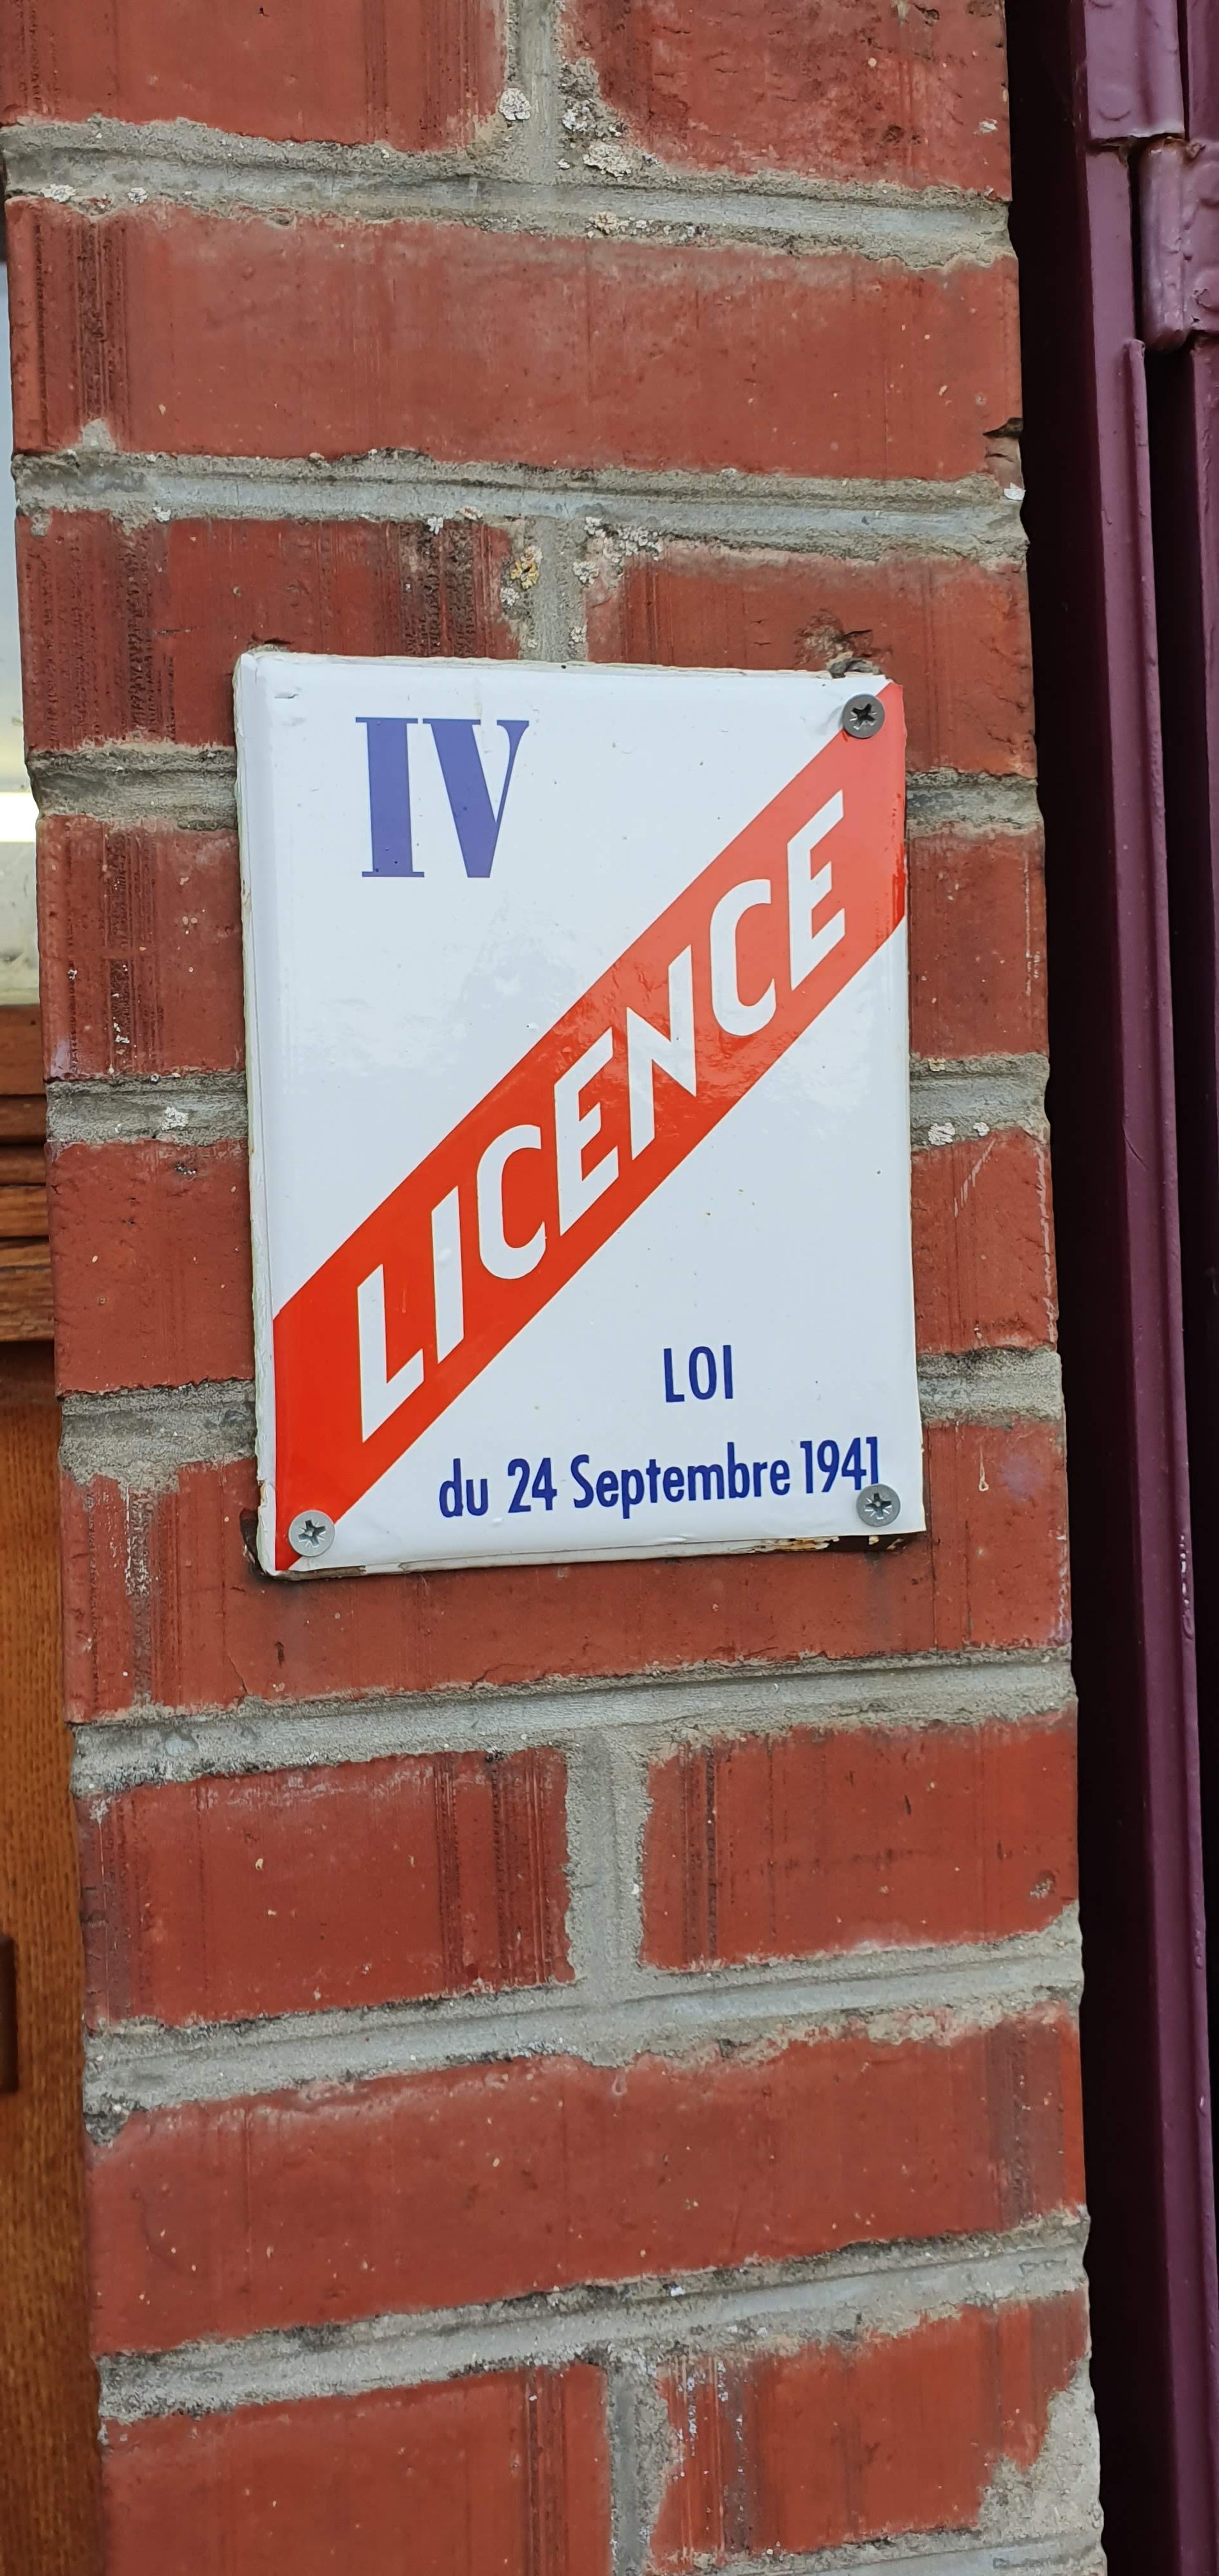 IV
LICENCE
LOI
du 24 Septembre 1941